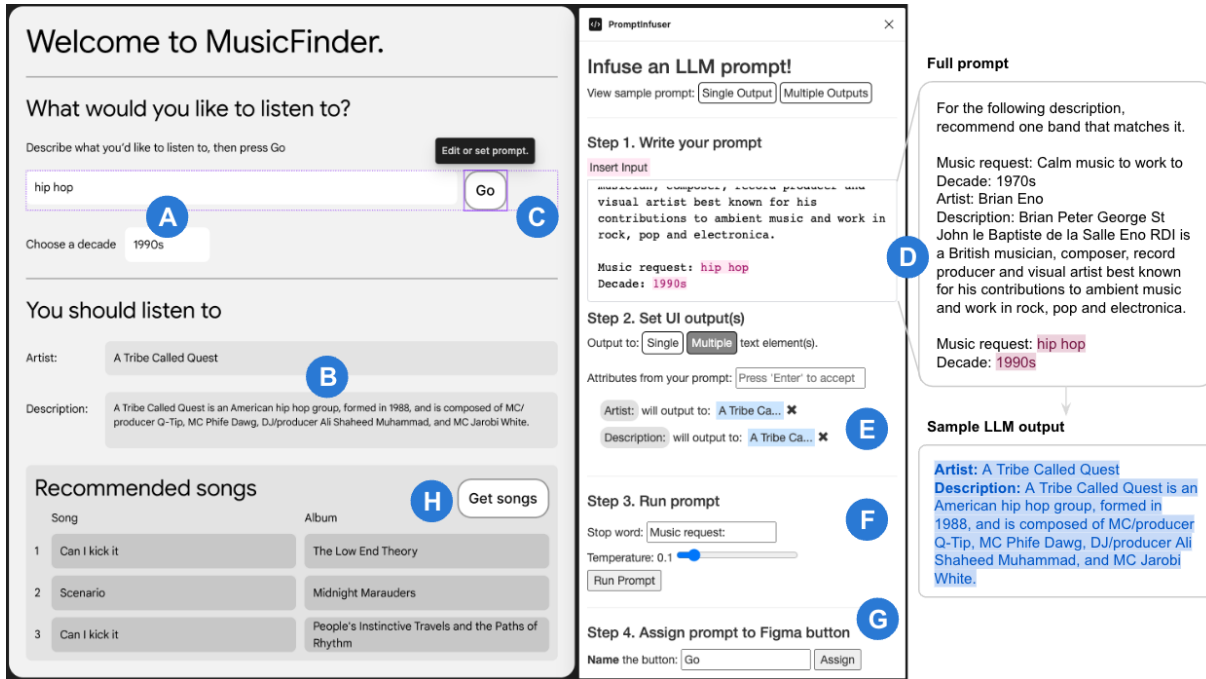 Welcome to MusicFinder.
What would you like to listen to?
Describe what you'd like to listen to, then press Go
Edit or set prompt.
hip hop
Go
A
C
Choose a decade
1990s
You should listen to
Artist:
A Tribe Called Quest
B
Description:
A Tribe Called Quest is an American hip hop group, formed in 1988, and is composed of MC/
producer Q-Tip, MC Phife Dawg, DJ/producer Ali Shaheed Muhammad, and MC Jarobi White.
Recommended songs
H
Get songs
Song
Album
1
Can I kick it
The Low End Theory
2
Scenario
Midnight Marauders
3
Can I kick it
People's Instinctive Travels and the Paths of
Rhythm
PromptInfuser
Infuse an LLM prompt!
View sample prompt: Single Output Multiple Outputs
Step 1. Write your prompt
Insert Input
musician, composer, record producer and
visual artist best known for his
contributions to ambient music and work in
rock, pop and electronica.
Music request: hip hop
Decade: 1990s
D
Step 2. Set UI output(s)
Output to: Single Multiple text element(s).
Attributes from your prompt: Press 'Enter' to accept
Artist: will output to: A Tribe Ca... ✖
Description: will output to: A Tribe Ca... ✖
E
Step 3. Run prompt
F
Stop word: Music request:
Temperature: 0.1
Run Prompt
G
Step 4. Assign prompt to Figma button
Name the button: Go Assign
Full prompt
For the following description,
recommend one band that matches it.
Music request: Calm music to work to
Decade: 1970s
Artist: Brian Eno
Description: Brian Peter George St
John le Baptiste de la Salle Eno RDI is
a British musician, composer, record
producer and visual artist best known
for his contributions to ambient music
and work in rock, pop and electronica.
Music request: hip hop
Decade: 1990s
Sample LLM output
Artist: A Tribe Called Quest
Description: A Tribe Called Quest is an
American hip hop group, formed in
1988, and is composed of MC/producer
Q-Tip, MC Phife Dawg, DJ/producer Ali
Shaheed Muhammad, and MC Jarobi
White.